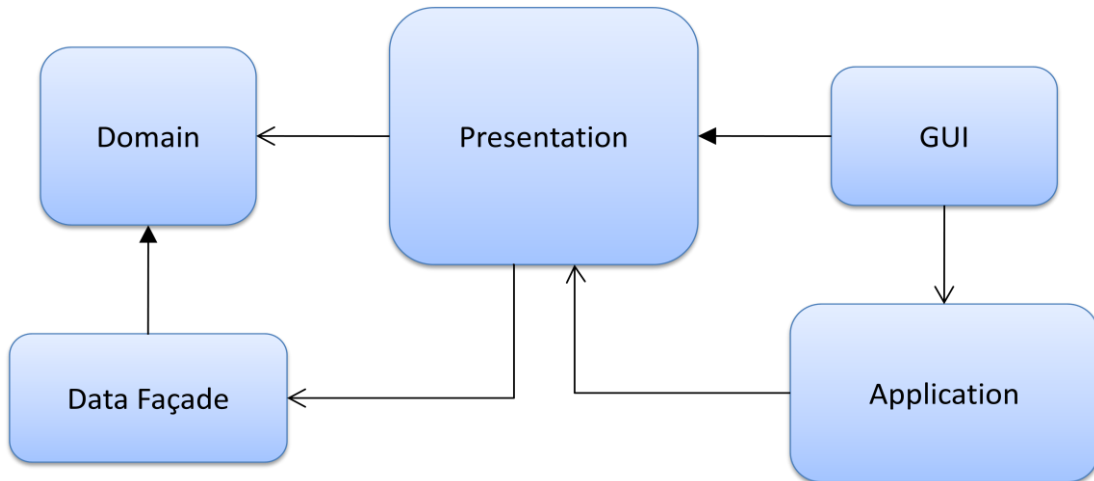 Domain
Presentation
GUI
Data Façade
Application